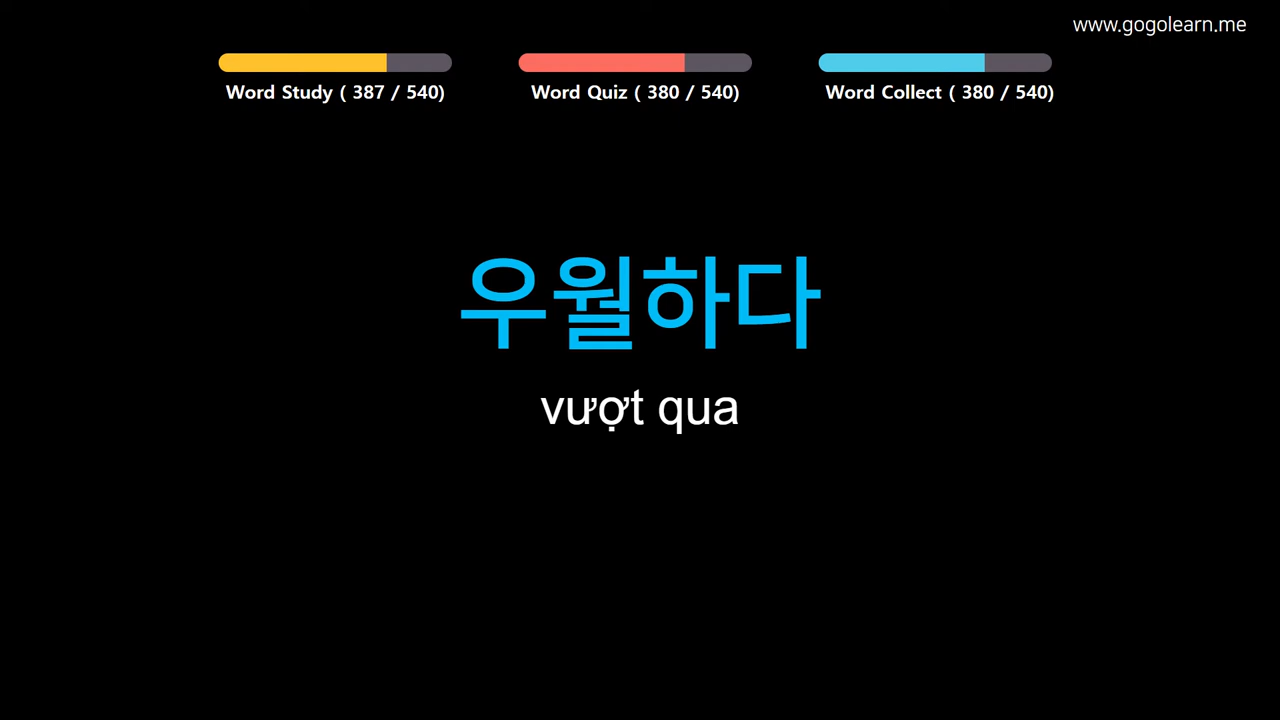 www.gogolearn.me
Word Study ( 387 / 540)
Word Quiz ( 380 / 540)
Word Collect ( 380 / 540)
우월하다
vượt qua